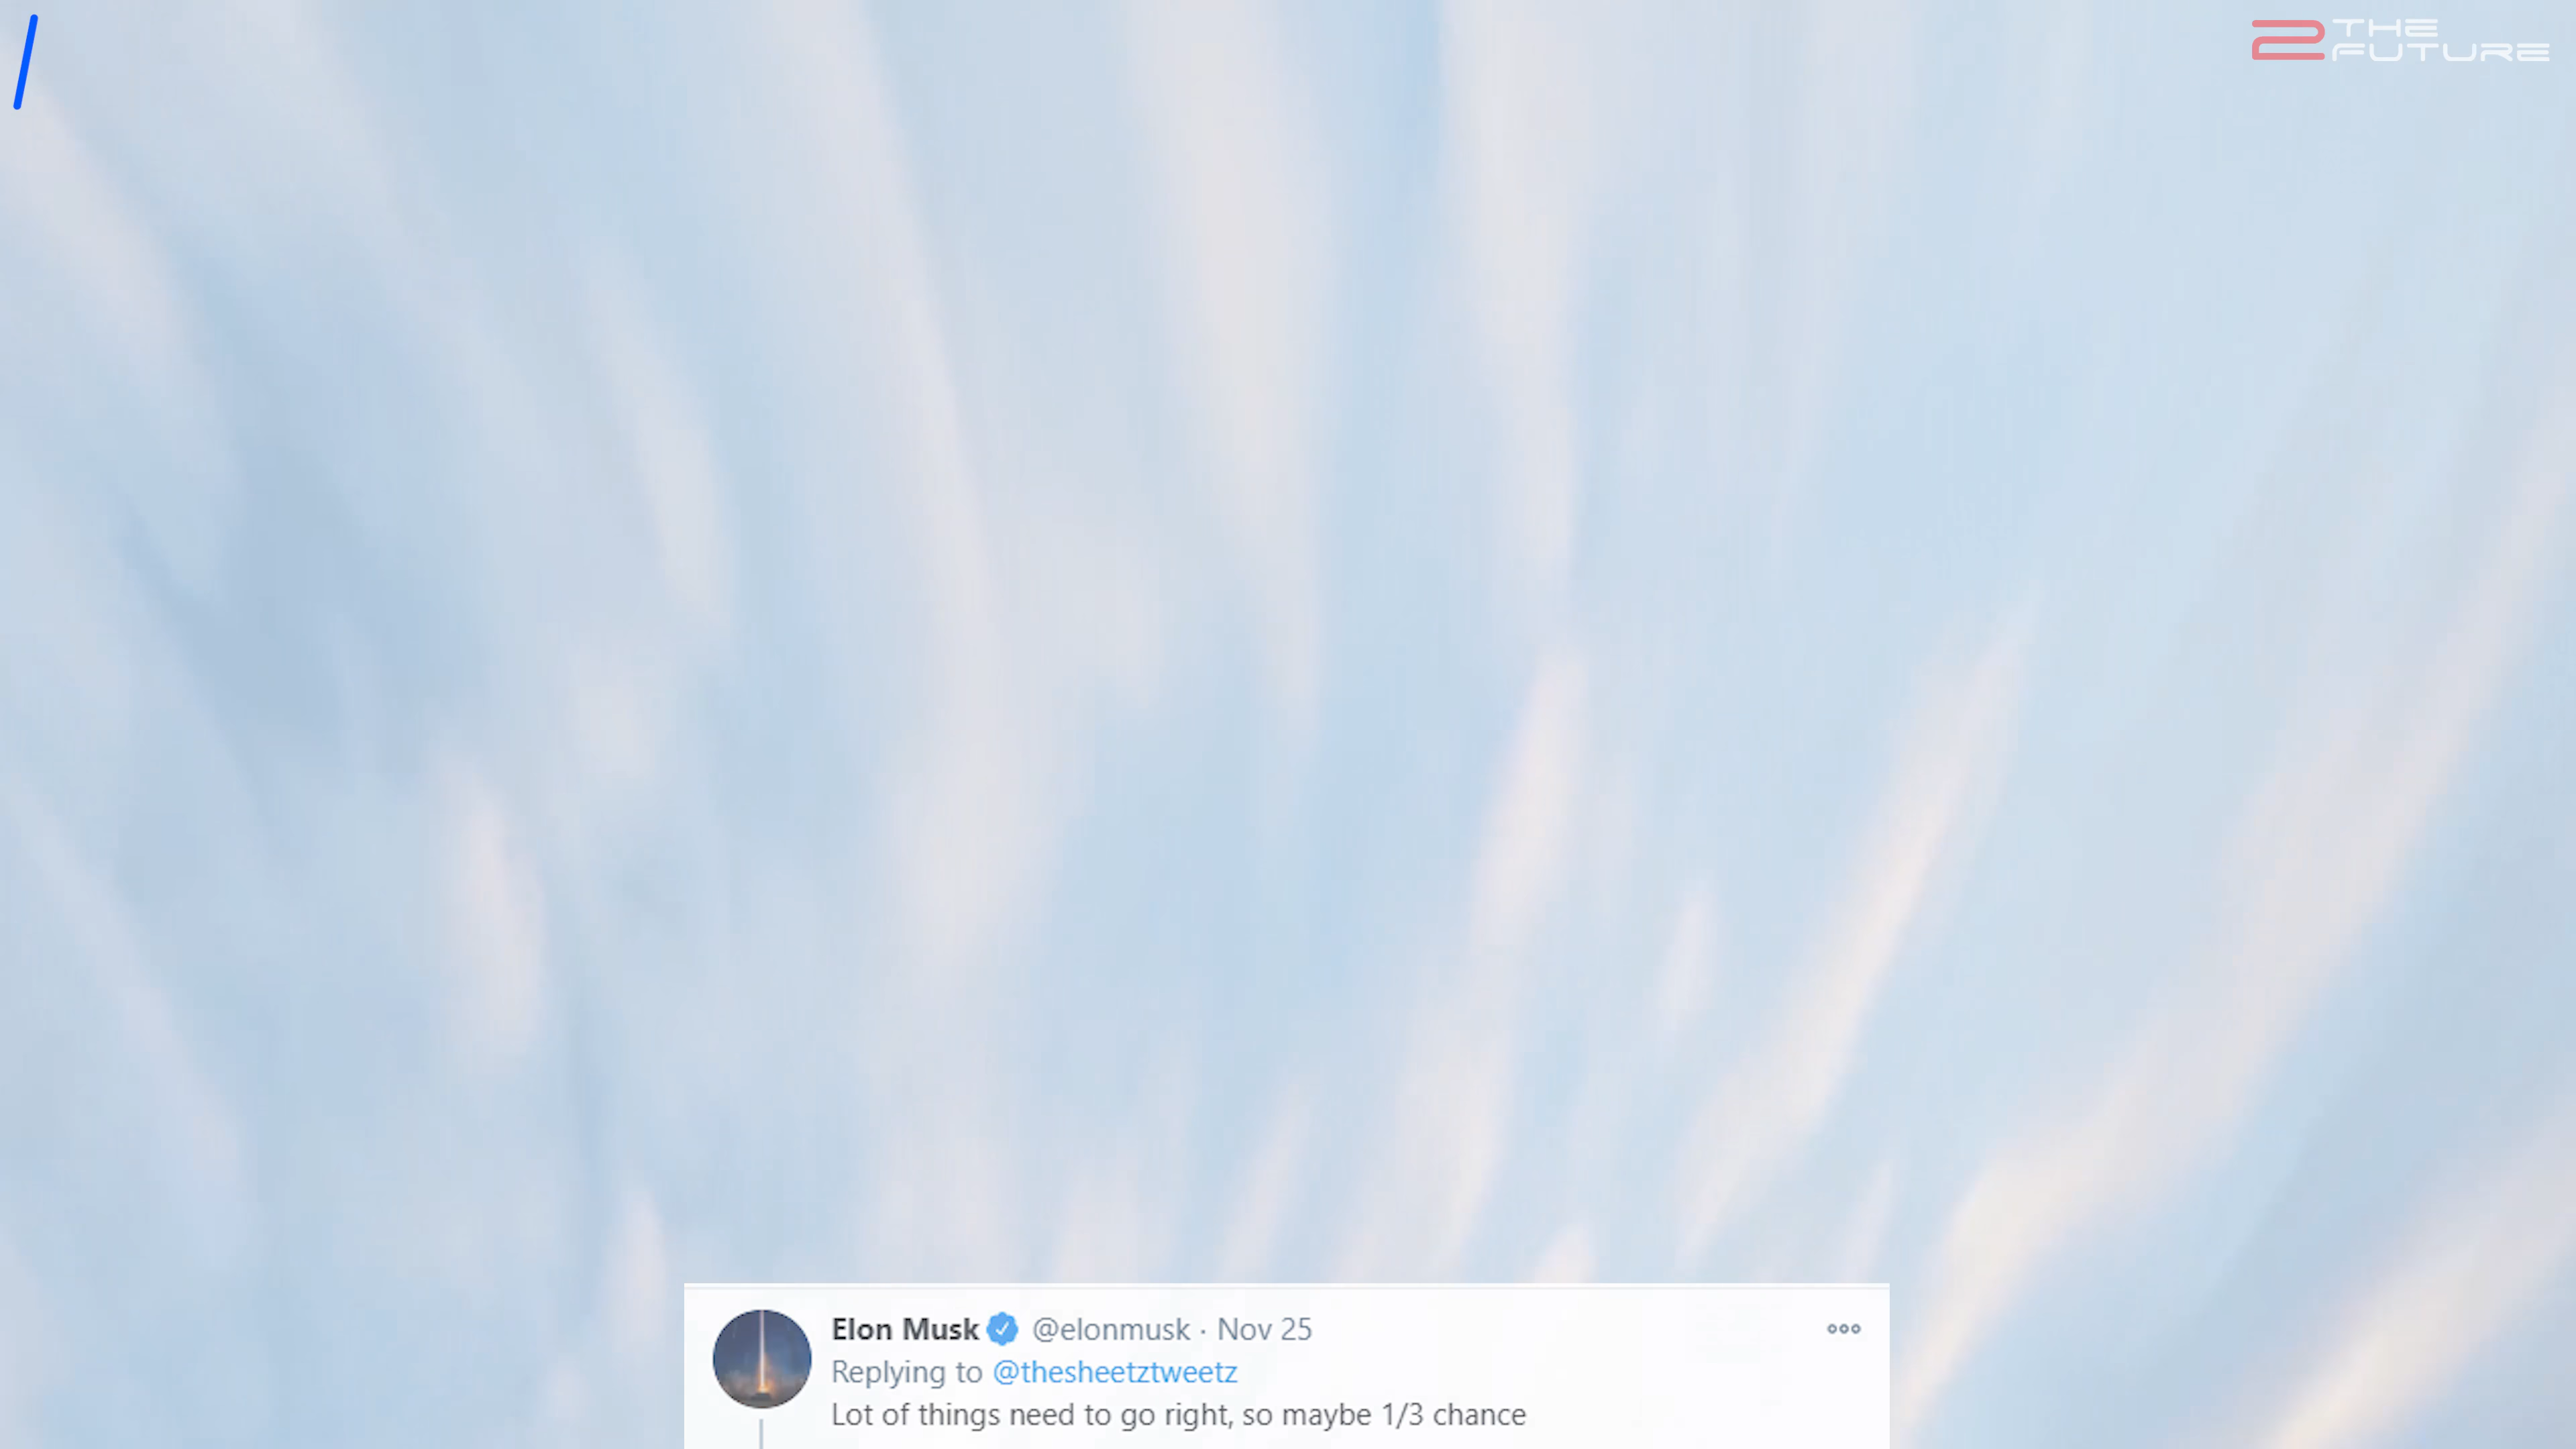 2 THE
FUTURE
Elon Musk @elonmusk · Nov 25
Replying to @thesheetztweetz
Lot of things need to go right, so maybe 1/3 chance